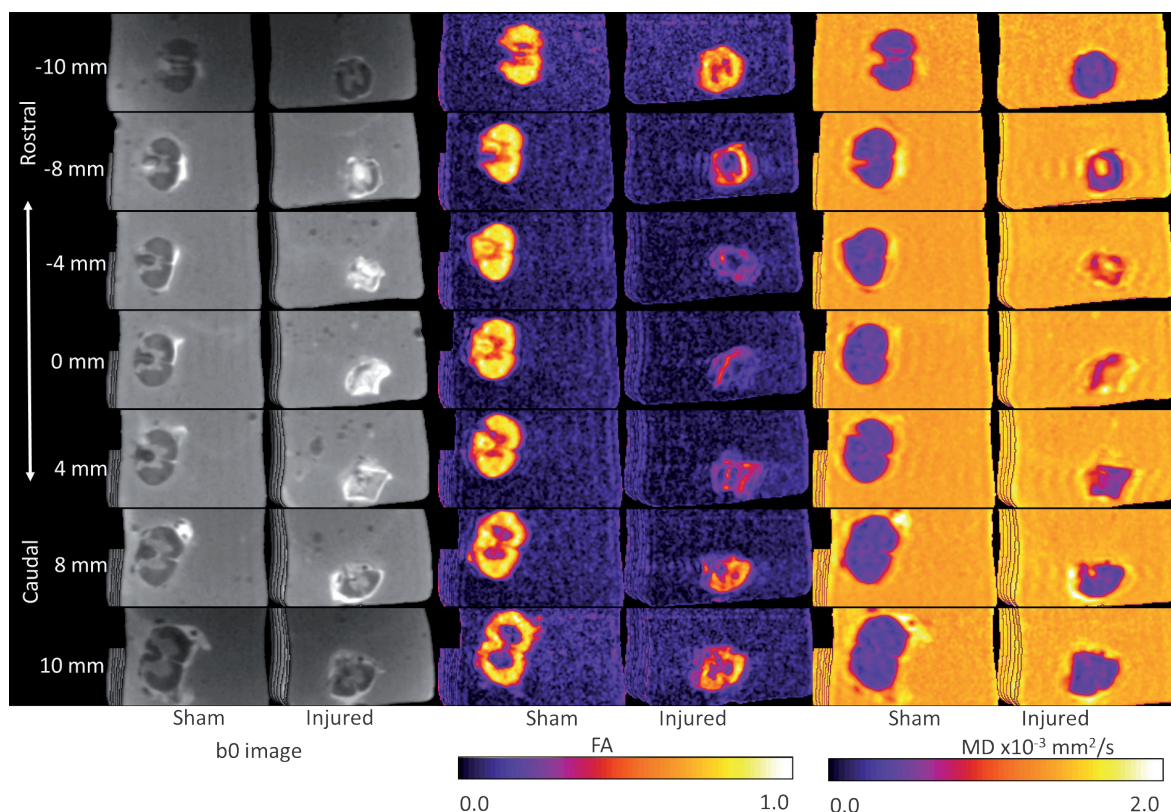 -10 mm
Rostral
-8 mm
-4 mm
0 mm
4 mm
Caudal
8 mm
10 mm
Sham Injured Sham Injured Sham Injured
b0 image FA MD x10⁻³ mm²/s
0.0 1.0 0.0 2.0